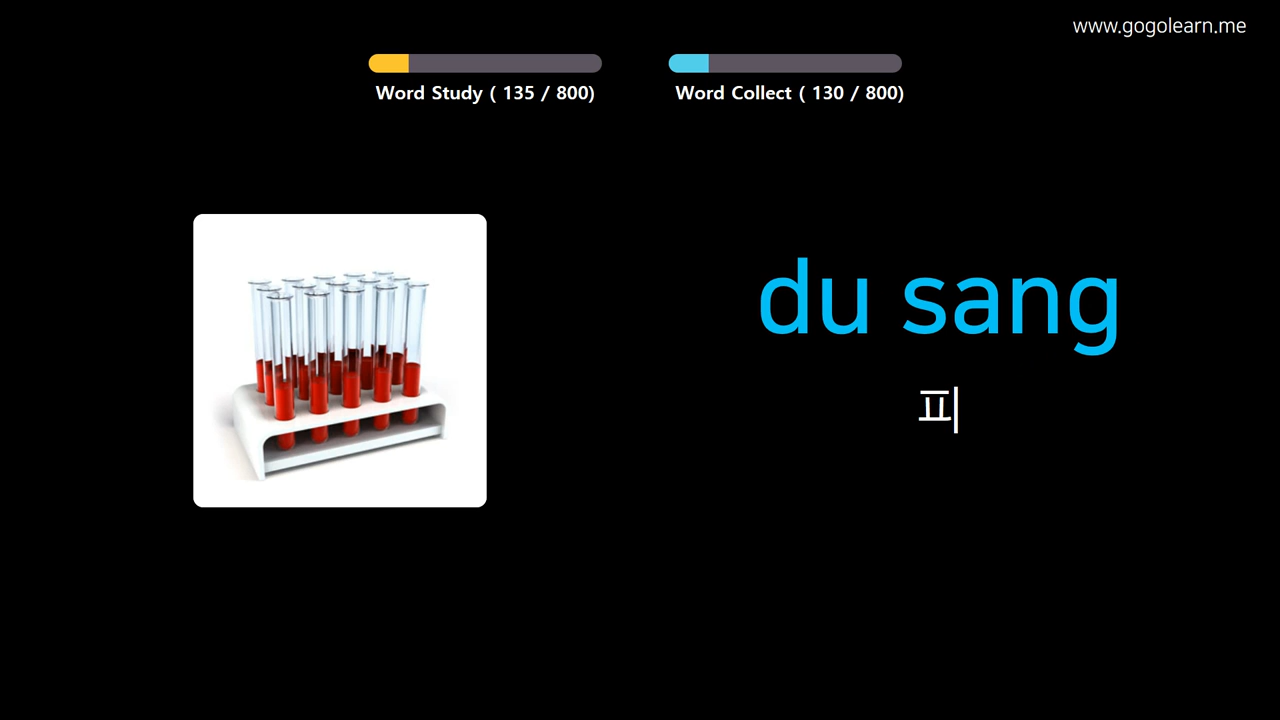 www.gogolearn.me
Word Study ( 135 / 800)
Word Collect ( 130 / 800)
du sang
피